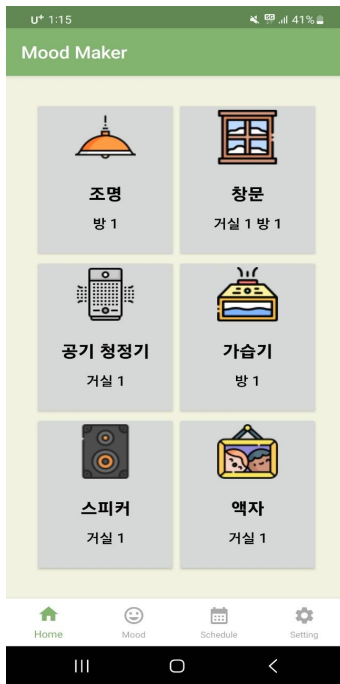 U+ 1:15 41%
Mood Maker
조명
방 1
창문
거실 1 방 1
공기 청정기
거실 1
가습기
방 1
스피커
거실 1
액자
거실 1
Home
Mood
Schedule
Setting